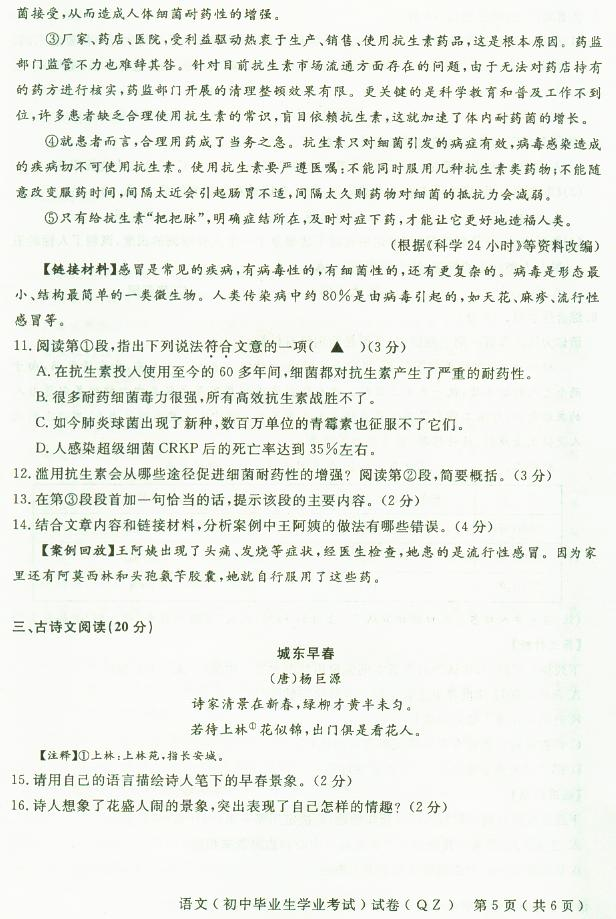 菌接受,从而造成人体细菌耐药性的增强。
③厂家、药店、医院,受利益驱动热衷于生产、销售、使用抗生素药品,这是根本原因。药监
部门监管不力也难辞其咎。针对目前抗生素市场流通方面存在的问题,由于无法对药店持有
的药方进行核实,药监部门开展的清理整顿效果有限。更关键的是科学教育和普及工作不到
位,许多患者缺乏合理使用抗生素的常识,盲目依赖抗生素,这就加速了体内耐药菌的增长。
④就患者而言,合理用药成了当务之急。抗生素只对细菌引发的病症有效,病毒感染造成
的疾病切不可使用抗生素。使用抗生素要严遵医嘱:不能同时服用几种抗生素类药物;不能随
意改变服药时间,间隔太近会引起肠胃不适,间隔太久则药物对细菌的抵抗力会减弱。
⑤只有给抗生素“把把脉”,明确症结所在,及时对症下药,才能让它更好地造福人类。
(根据《科学24小时》等资料改编)
【链接材料】感冒是常见的疾病,有病毒性的,有细菌性的,还有更复杂的。病毒是形态最
小、结构最简单的一类微生物。人类传染病中约80%是由病毒引起的,如天花、麻疹、流行性
感冒等。
11.阅读第①段,指出下列说法符合文意的一项( ▲ )(3分)
A.在抗生素投入使用至今的60多年间,细菌都对抗生素产生了严重的耐药性。
B.很多耐药细菌毒力很强,所有高效抗生素战胜不了。
C.如今肺炎球菌出现了新种,数百万单位的青霉素也征服不了它们。
D.人感染超级细菌CRKP后的死亡率达到35%左右。
12.滥用抗生素会从哪些途径促进细菌耐药性的增强?阅读第②段,简要概括。(3分)
13.在第③段段首加一句恰当的话,提示该段的主要内容。(2分)
14.结合文章内容和链接材料,分析案例中王阿姨的做法有哪些错误。(4分)
【案例回放】王阿姨出现了头痛、发烧等症状,经医生检查,她患的是流行性感冒。因为家
里还有阿莫西林和头孢氨苄胶囊,她就自行服用了这些药。
三、古诗文阅读(20分)
城东早春
(唐)杨巨源
诗家清景在新春,绿柳才黄半未匀。
若待上林①花似锦,出门俱是看花人。
【注释】①上林:上林苑,指长安城。
15.请用自己的语言描绘诗人笔下的早春景象。(2分)
16.诗人想象了花盛人闹的景象,突出表现了自己怎样的情趣?(2分)
语文(初中毕业生学业考试)试卷(QZ) 第5页(共6页)